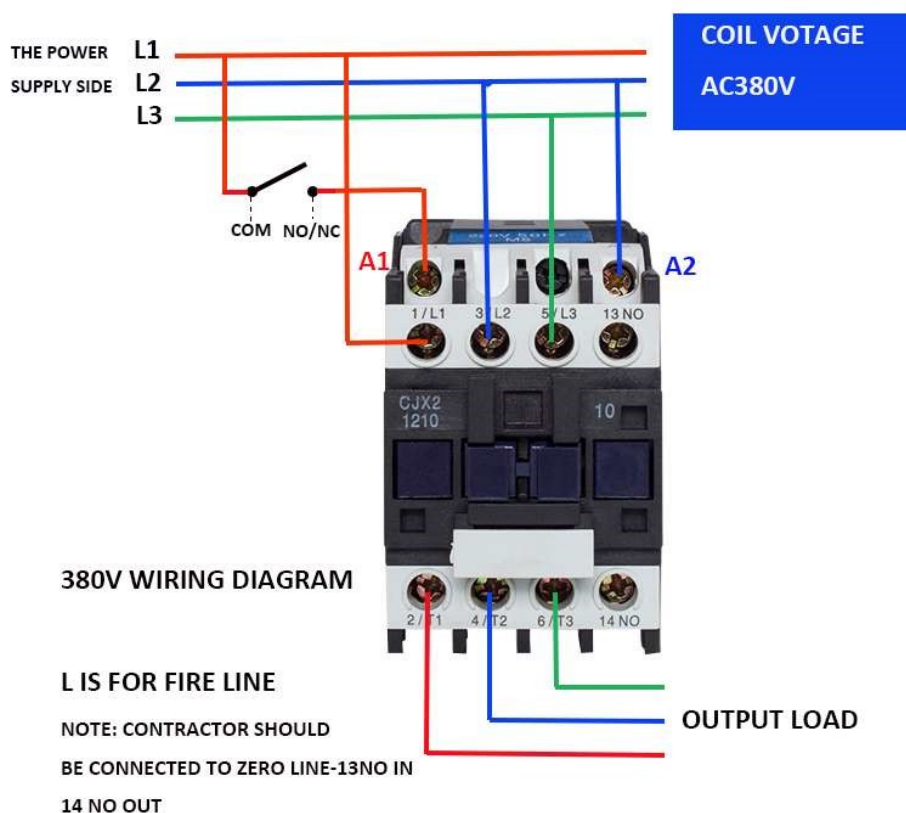 COIL VOTAGE
AC380V
THE POWER L1
SUPPLY SIDE L2
L3
COM NO/NC
A1
A2
1 / L1 3 / L2 5 / L3 13 NO
CJX2
1210
10
380V WIRING DIAGRAM
2 / T1 4 / T2 6 / T3 14 NO
L IS FOR FIRE LINE
NOTE: CONTRACTOR SHOULD
BE CONNECTED TO ZERO LINE-13NO IN
14 NO OUT
OUTPUT LOAD